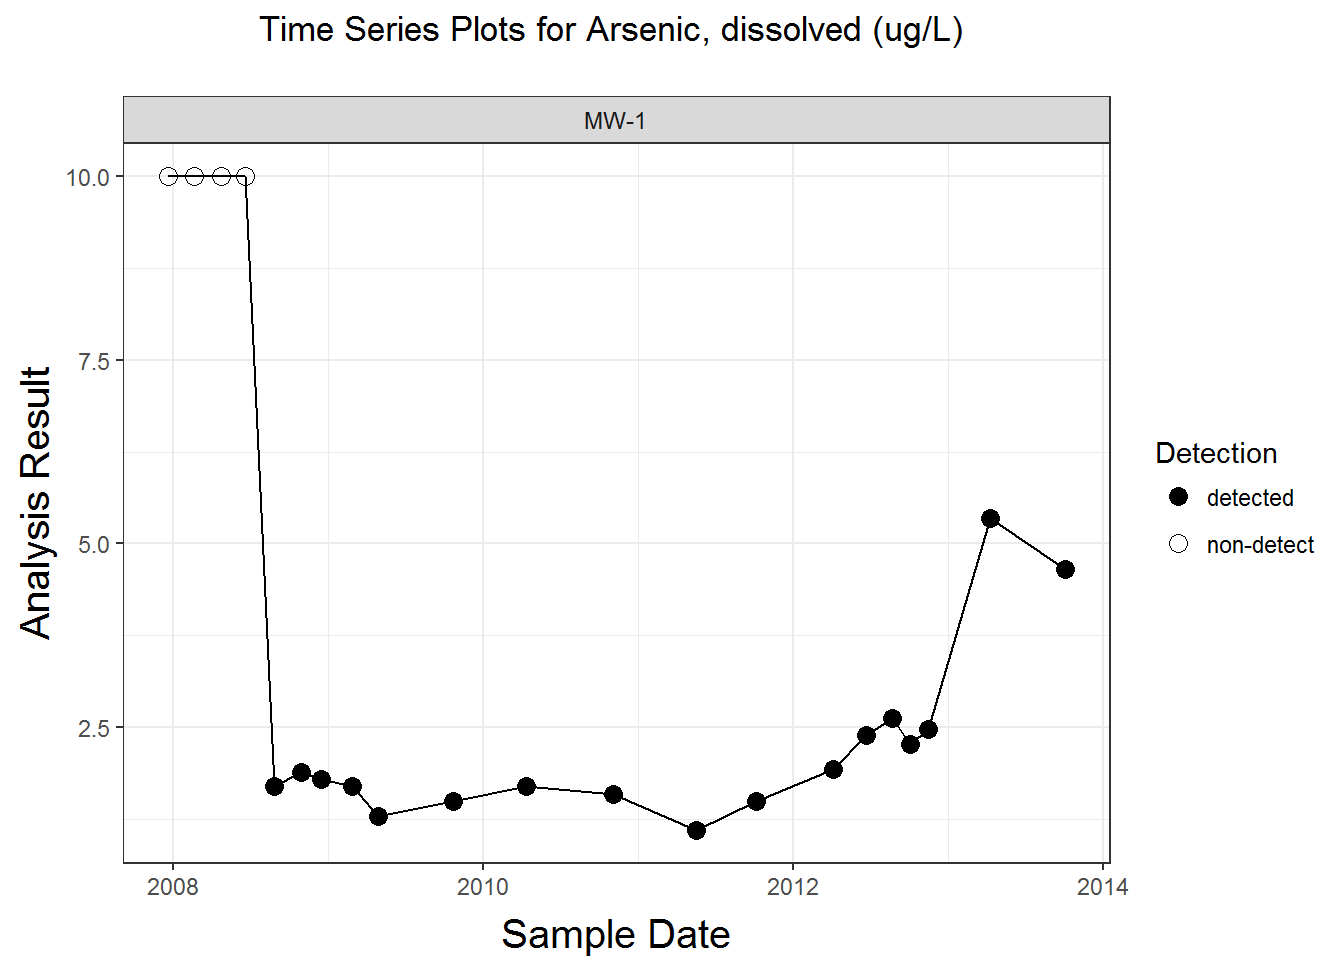 Time Series Plots for Arsenic, dissolved (ug/L)
MW-1
10.0
7.5
5.0
2.5
Analysis Result
2008
2010
2012
2014
Sample Date
Detection
detected
non-detect